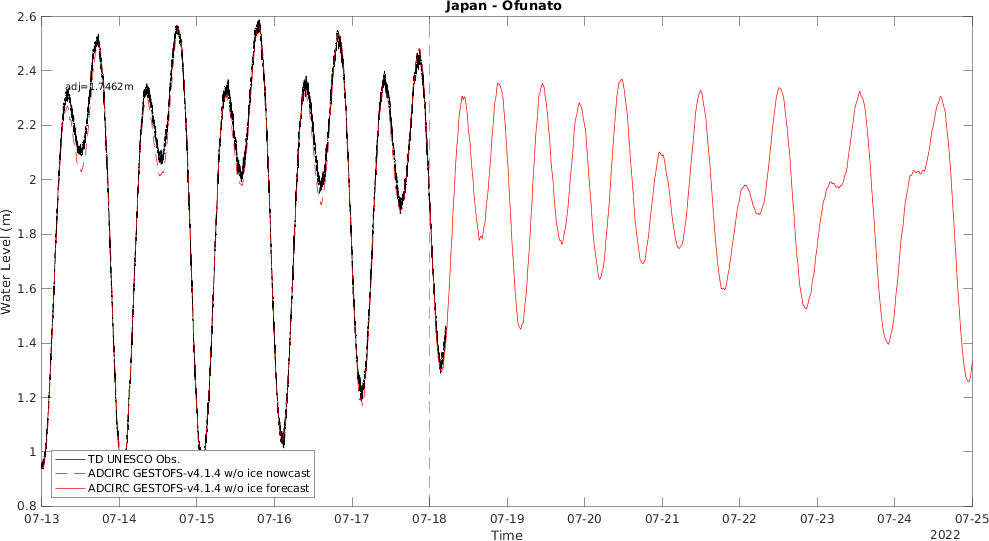 Japan - Ofunato
2.6
2.4
2.2
2
1.8
1.6
1.4
1.2
1
0.8
Water Level (m)
adj=1.7462m
TD UNESCO Obs.
ADCIRC GESTOFS-v4.1.4 w/o ice nowcast
ADCIRC GESTOFS-v4.1.4 w/o ice forecast
07-13 07-14 07-15 07-16 07-17 07-18 07-19 07-20 07-21 07-22 07-23 07-24 07-25
Time
2022